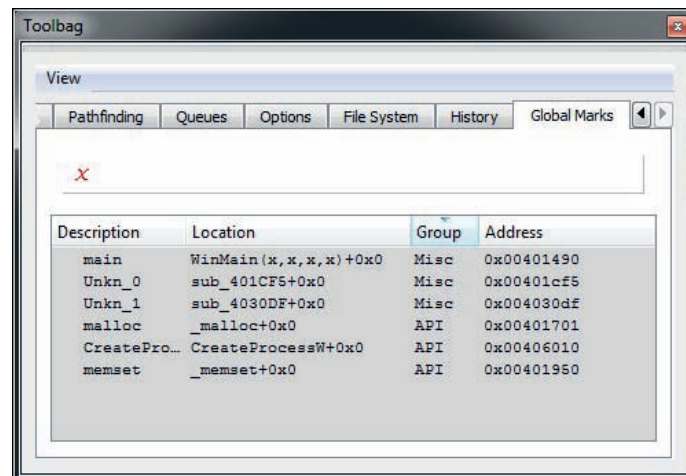 Toolbag
View
Pathfinding Queues Options File System History Global Marks
x
Description Location Group Address
main WinMain(x,x,x,x)+0x0 Misc 0x00401490
Unkn_0 sub_401CF5+0x0 Misc 0x00401cf5
Unkn_1 sub_4030DF+0x0 Misc 0x004030df
malloc _malloc+0x0 API 0x00401701
CreatePro... CreateProcessW+0x0 API 0x00406010
memset _memset+0x0 API 0x00401950